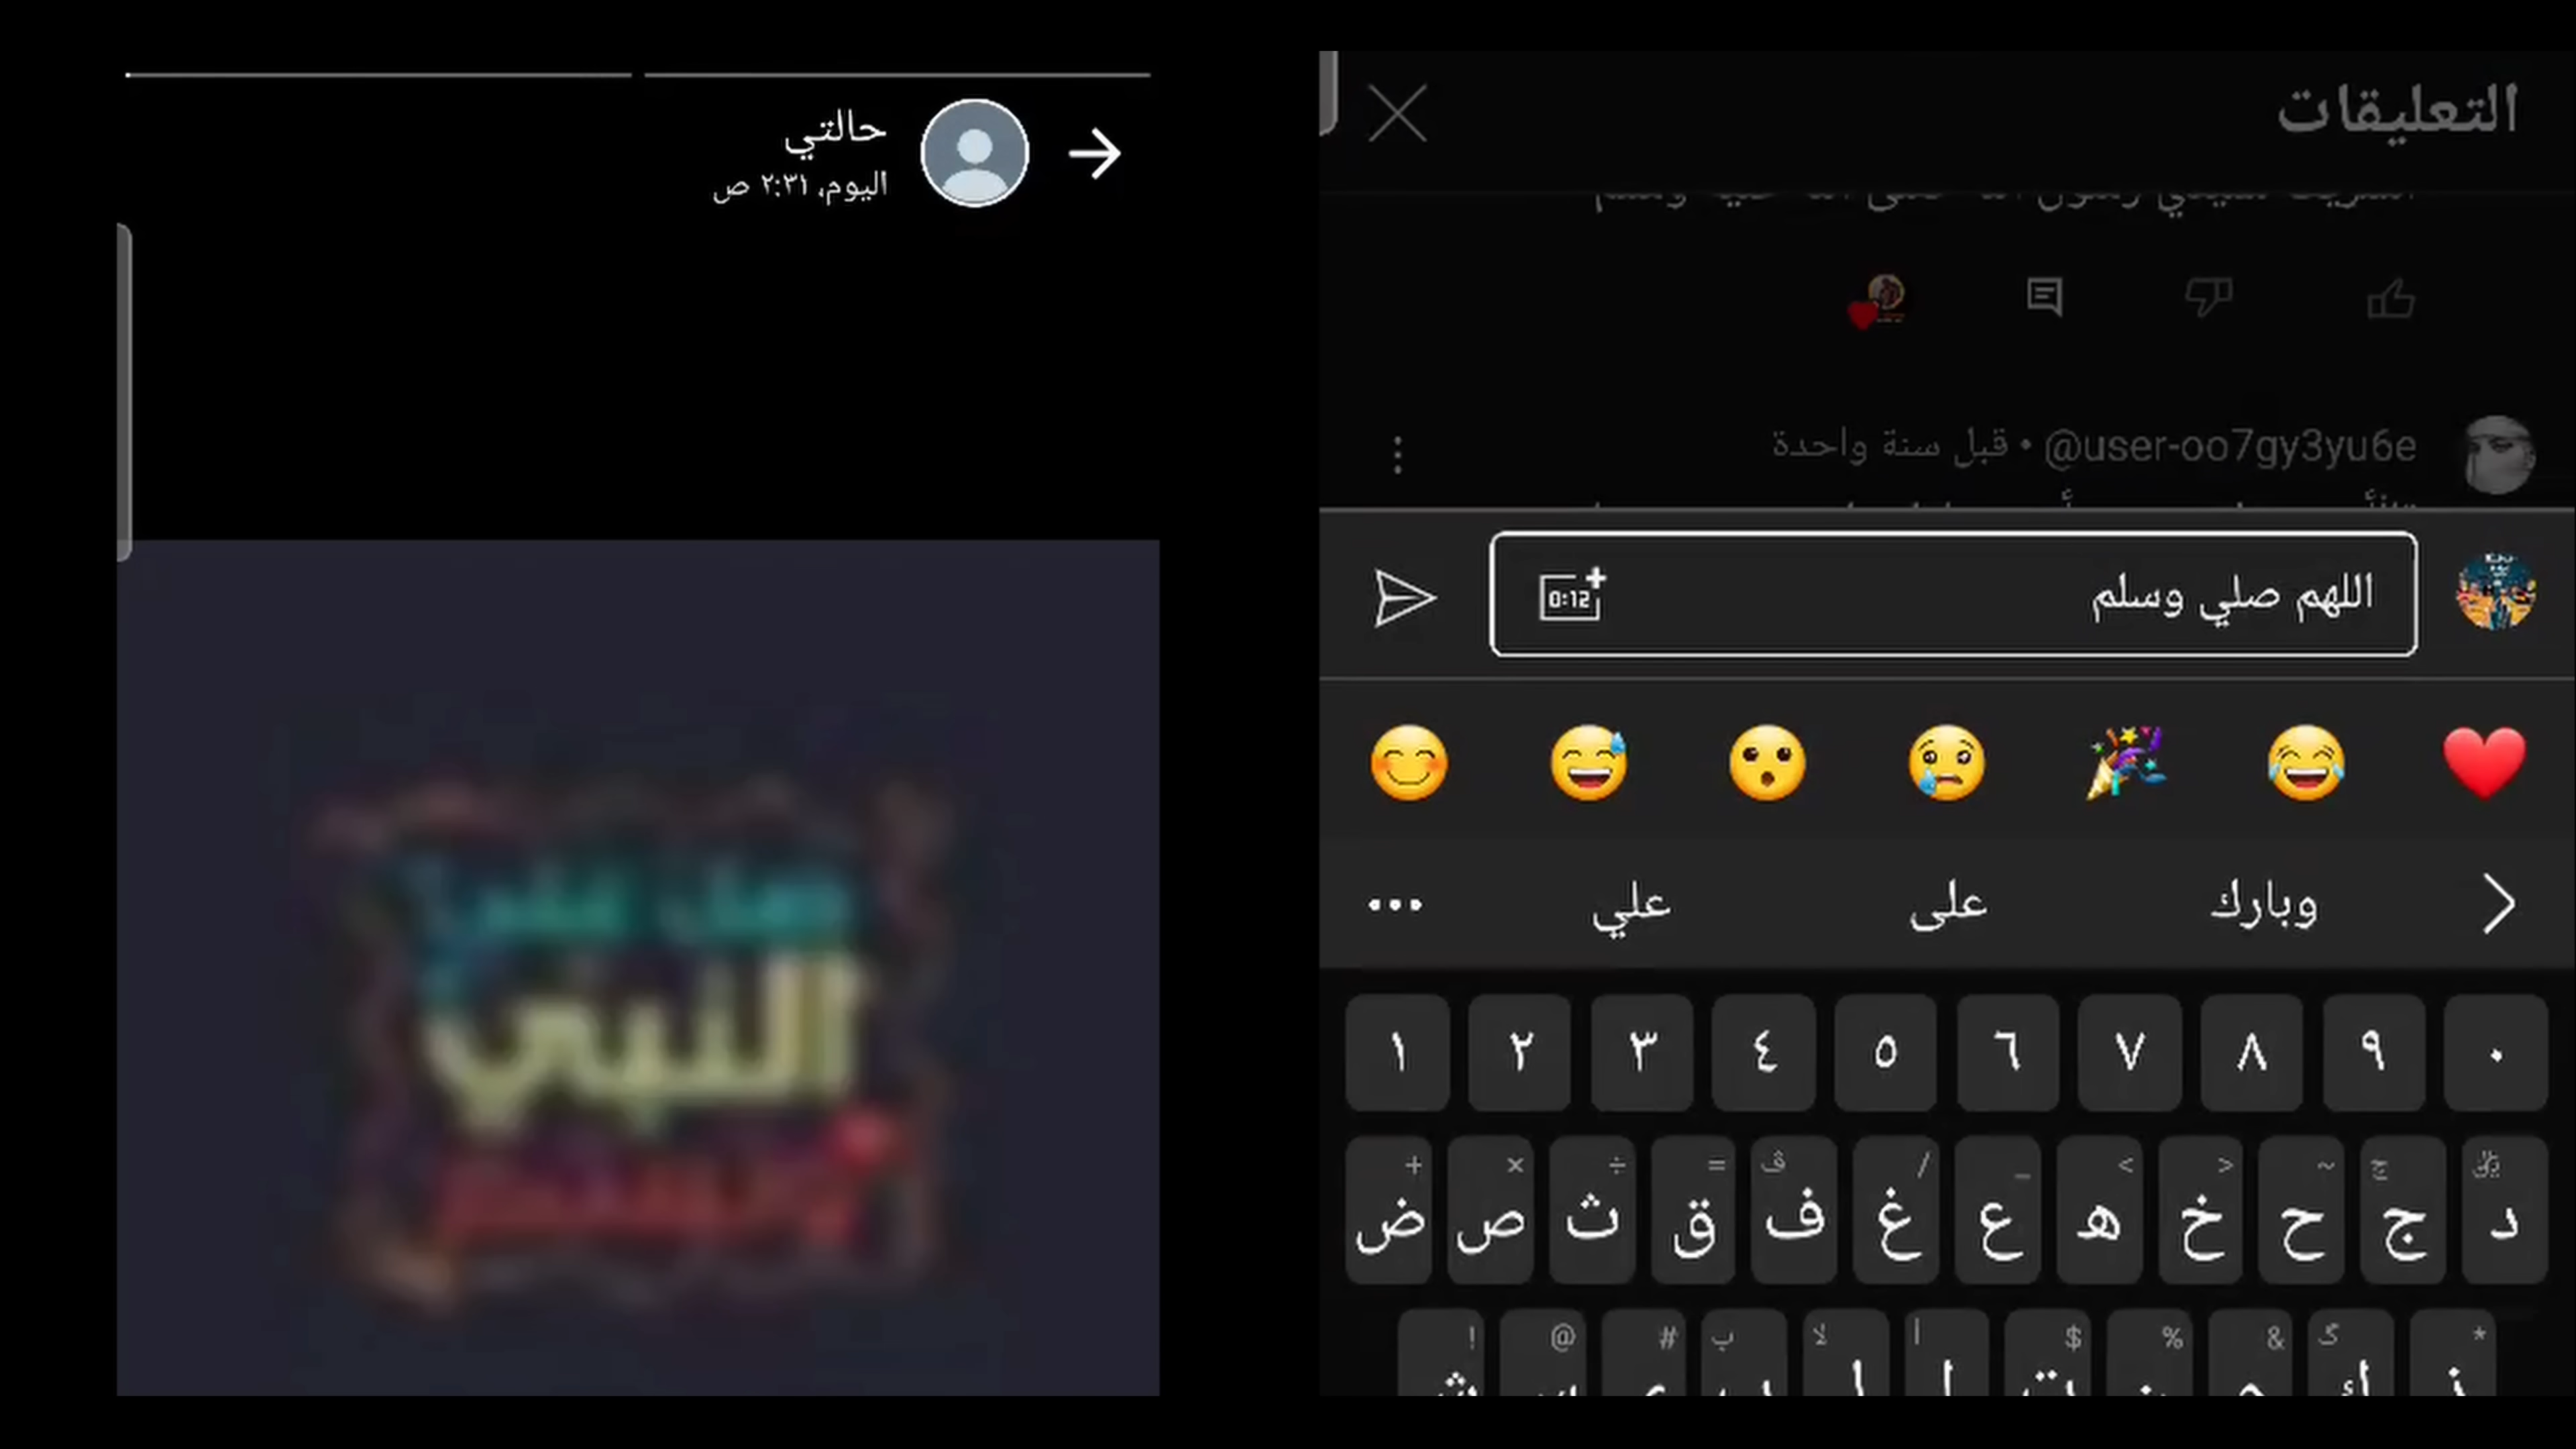 حالتي
اليوم، ٢:٣١ ص
النبي
التعليقات
@user-oo7gy3yu6e • قبل سنة واحدة
اللهم صلي وسلم
0:12
وبارك على علي
١ ٢ ٣ ٤ ٥ ٦ ٧ ٨ ٩ ٠
+ × ÷ = ڤ / _ < > ~ چ
ض ص ث ق ف غ ع ه خ ح ج د
! @ # پ لا أ $ % & گ *